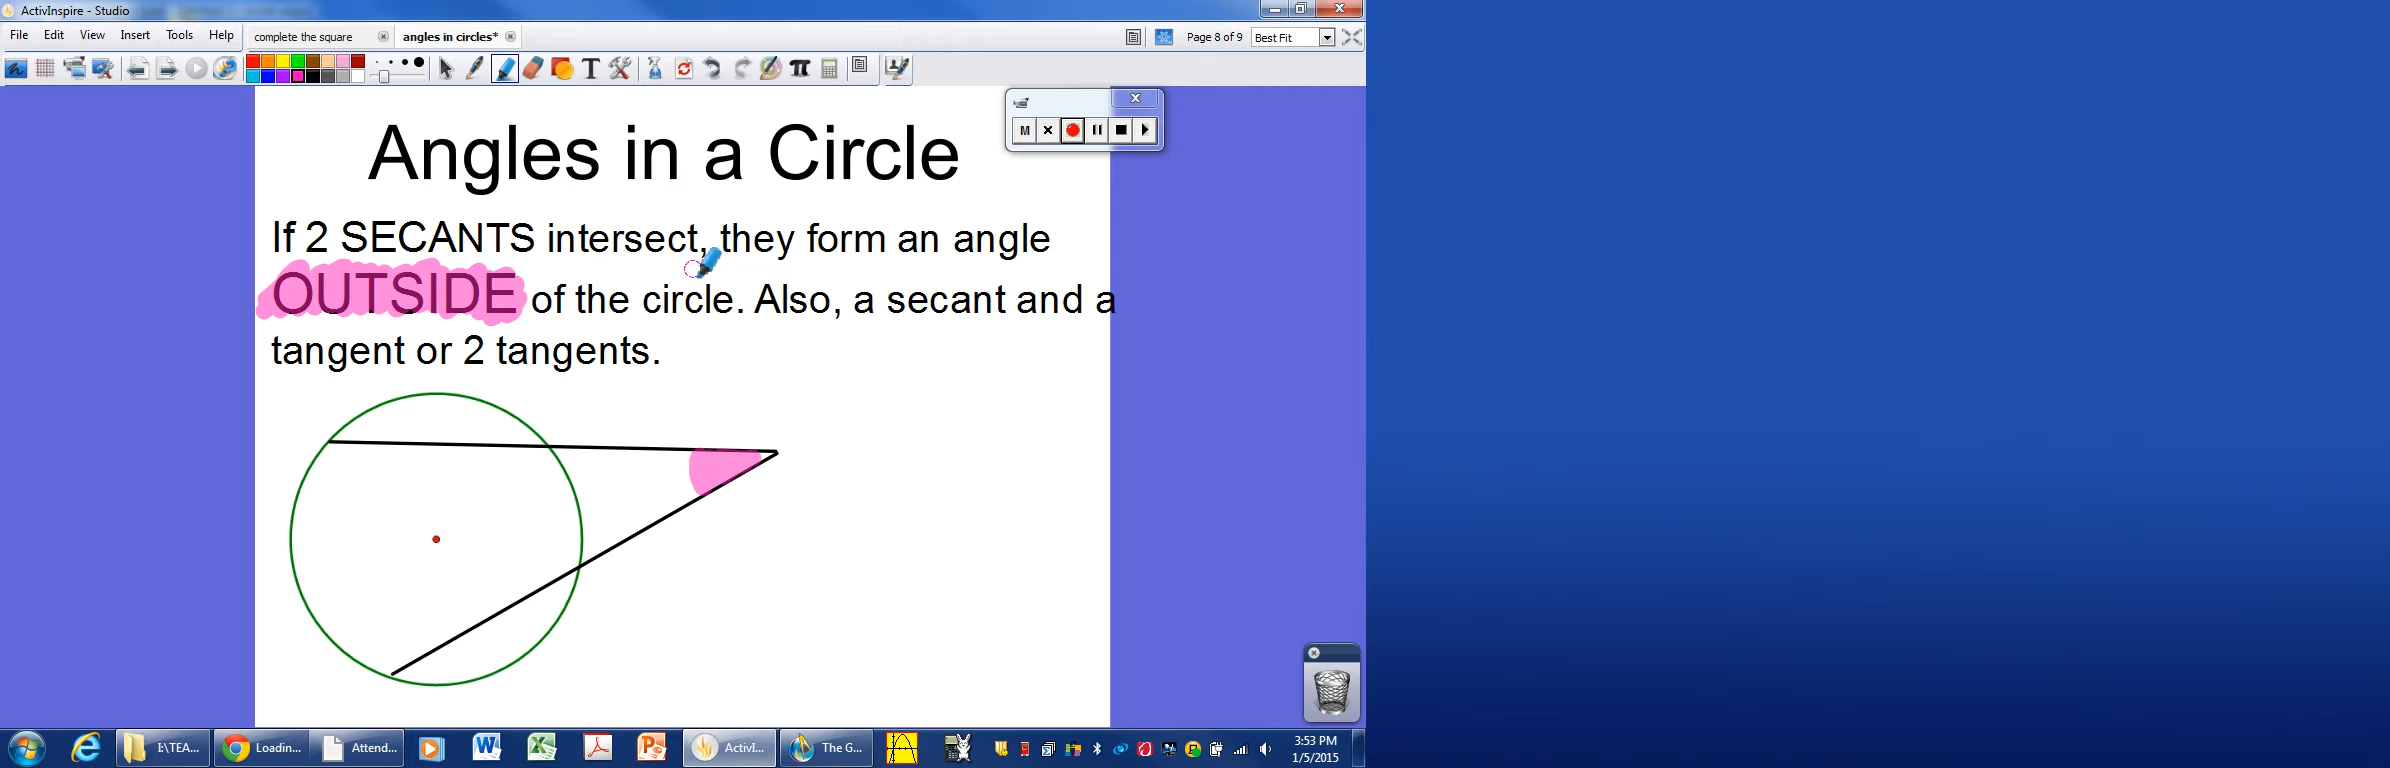 ActivInspire - Studio
File Edit View Insert Tools Help
complete the square
angles in circles*
Page 8 of 9
Best Fit
M
Angles in a Circle
If 2 SECANTS intersect, they form an angle
OUTSIDE of the circle. Also, a secant and a
tangent or 2 tangents.
I:\TEA...
Loadin...
Attend...
ActivI...
The G...
3:53 PM
1/5/2015